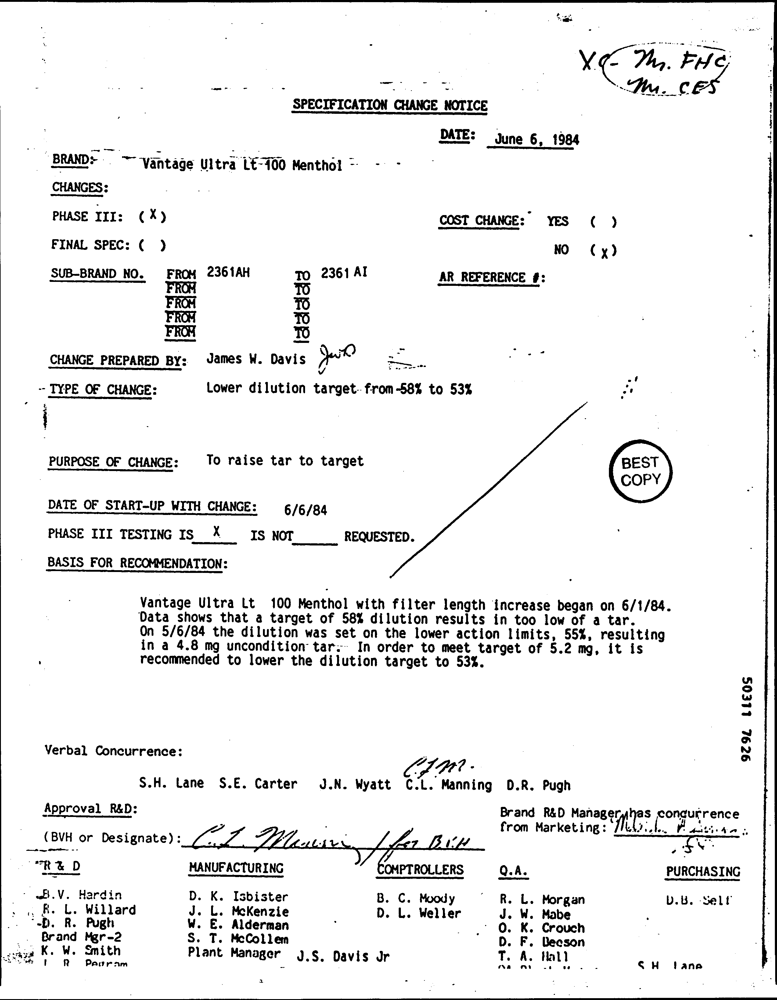 XC- Mr. FHC
Mr. CES
SPECIFICATION CHANGE NOTICE
DATE: June 6, 1984
BRAND: Vantage Ultra Lt 100 Menthol
CHANGES:
PHASE III: (X)
COST CHANGE: YES ( )
FINAL SPEC: ( )
NO (x)
SUB-BRAND NO. FROM 2361AH TO 2361 AI AR REFERENCE #:
FROM TO
FROM TO
FROM TO
FROM TO
CHANGE PREPARED BY: James W. Davis JWD
TYPE OF CHANGE: Lower dilution target from 58% to 53%
PURPOSE OF CHANGE: To raise tar to target
BEST
COPY
DATE OF START-UP WITH CHANGE: 6/6/84
PHASE III TESTING IS X IS NOT REQUESTED.
BASIS FOR RECOMMENDATION:
Vantage Ultra Lt 100 Menthol with filter length increase began on 6/1/84.
Data shows that a target of 58% dilution results in too low of a tar.
On 5/6/84 the dilution was set on the lower action limits, 55%, resulting
in a 4.8 mg uncondition tar. In order to meet target of 5.2 mg, it is
recommended to lower the dilution target to 53%.
50311 7626
Verbal Concurrence:
C.L.M.
S.H. Lane S.E. Carter J.N. Wyatt C.L. Manning D.R. Pugh
Approval R&D:
Brand R&D Manager has concurrence
from Marketing:
(BVH or Designate): C. L. Manning / for BVH
R & D MANUFACTURING COMPTROLLERS Q.A. PURCHASING
B.V. Hardin D. K. Isbister B. C. Moody R. L. Morgan D.B. Self
R. L. Willard J. L. McKenzie D. L. Weller J. W. Mabe
D. R. Pugh W. E. Alderman O. K. Crouch
Brand Mgr-2 S. T. McCollem D. F. Deeson
K. W. Smith Plant Manager J.S. Davis Jr T. A. Hall
S H Lane